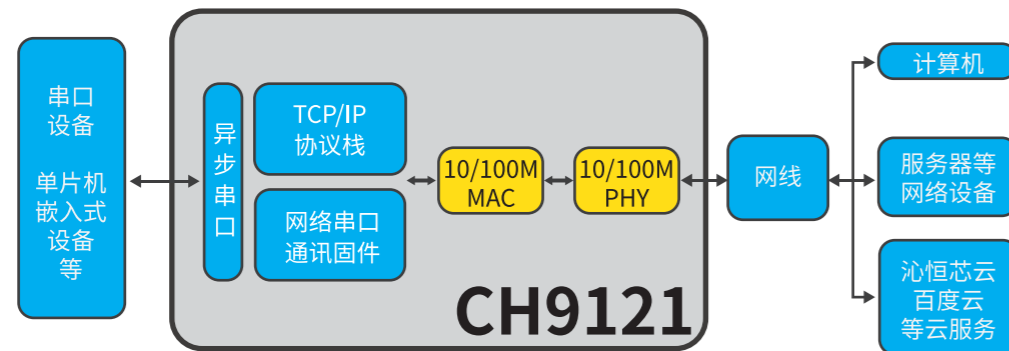 串口
设备
单片机
嵌入式
设备
等
异
步
串
口
TCP/IP
协议栈
网络串口
通讯固件
10/100M
MAC
10/100M
PHY
CH9121
网线
计算机
服务器等
网络设备
沁恒芯云
百度云
等云服务